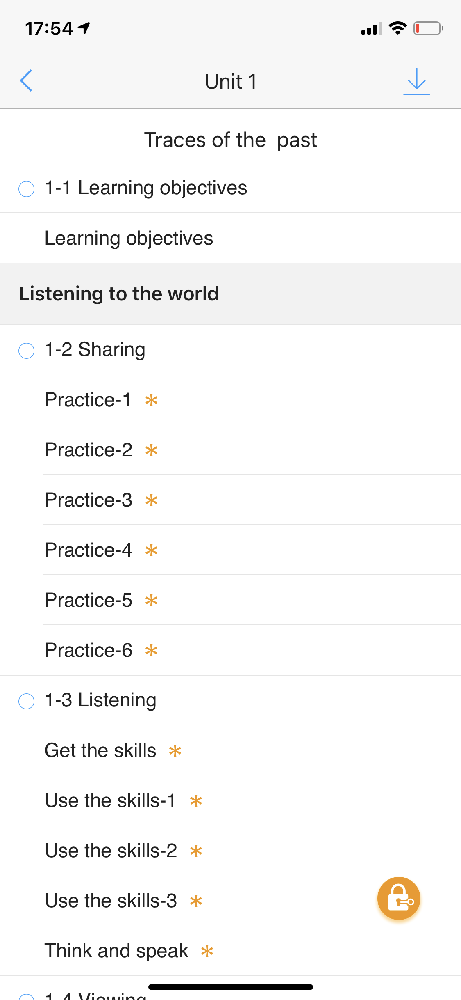 17:54
Unit 1
Traces of the  past
1-1 Learning objectives
Learning objectives
Listening to the world
1-2 Sharing
Practice-1 *
Practice-2 *
Practice-3 *
Practice-4 *
Practice-5 *
Practice-6 *
1-3 Listening
Get the skills *
Use the skills-1 *
Use the skills-2 *
Use the skills-3 *
Think and speak *
1-4 Viewing